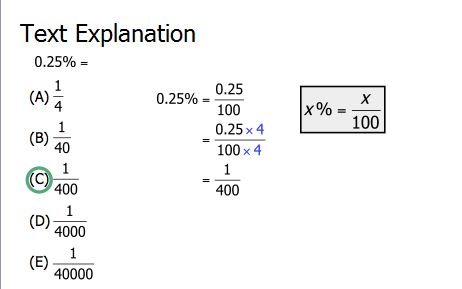 Text Explanation
0.25% =
(A) 1/4
(B) 1/40
(C) 1/400
(D) 1/4000
(E) 1/40000
0.25% = 0.25/100
= 0.25 × 4/100 × 4
= 1/400
x% = x/100